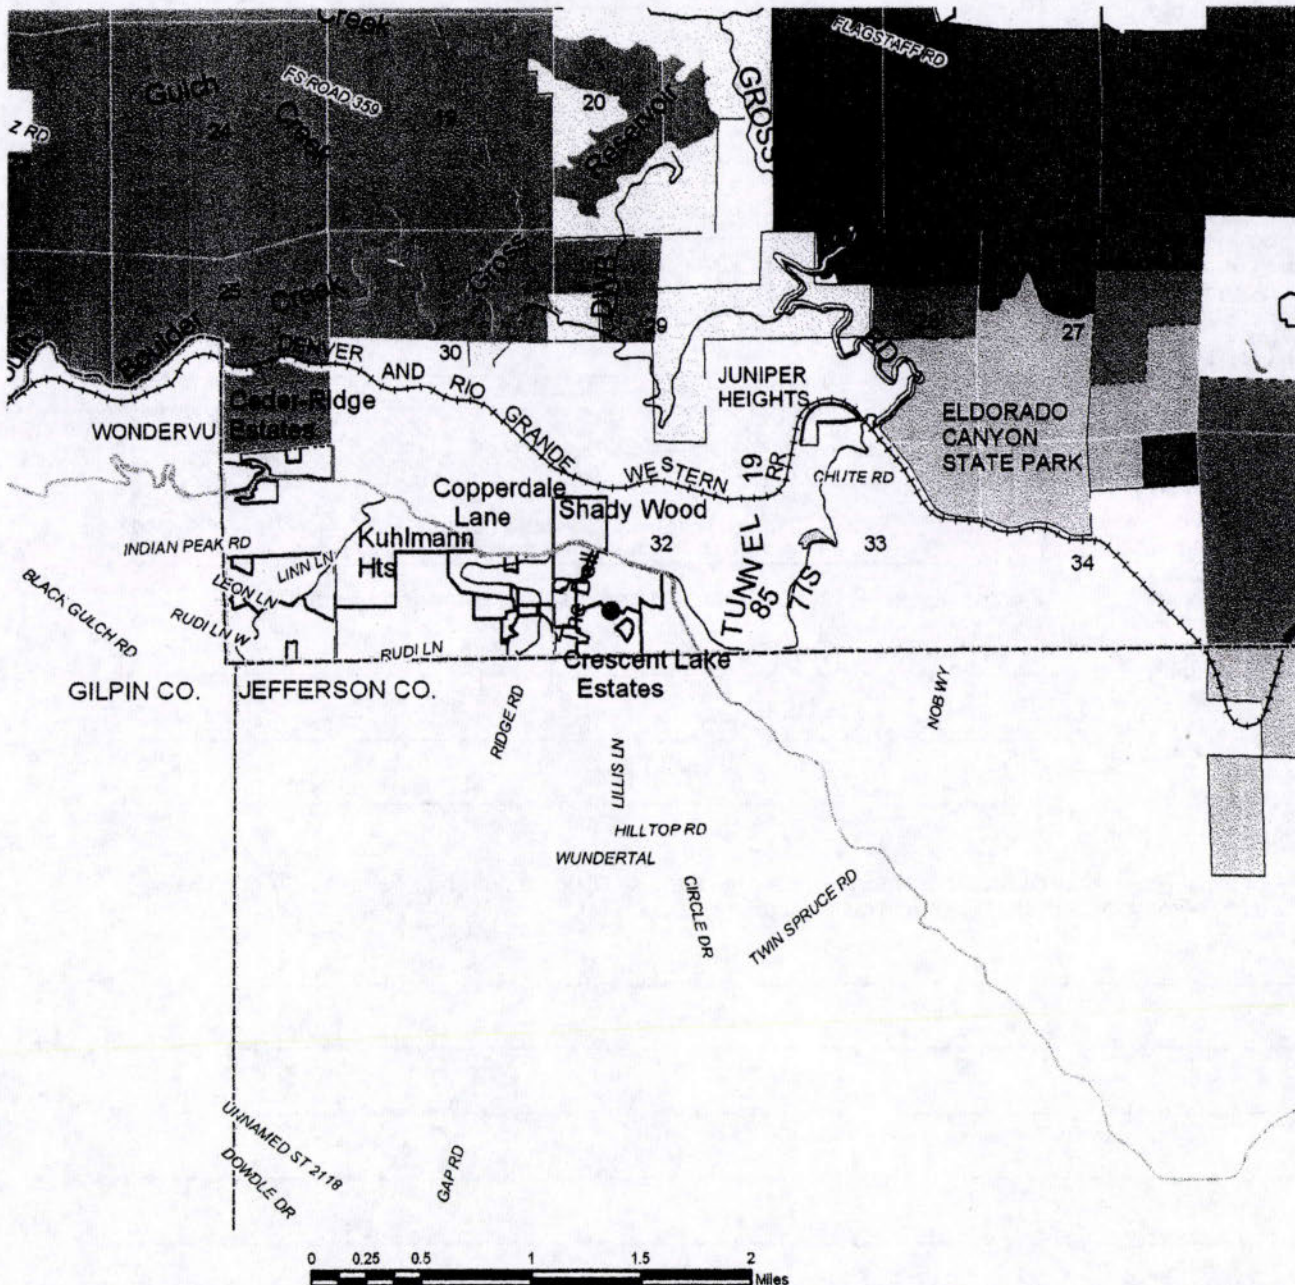 Creek
FLAGSTAFF RD
Gulch
FS ROAD 359
Creek
Z RD
24
19
20
Reservoir
GROSS
Gross
Creek
DWB
29
27
Boulder
30
DENVER AND RIO GRANDE WESTERN RR
RD
JUNIPER
HEIGHTS
Ceder-Ridge
Estates
WONDERVU
ELDORADO
CANYON
STATE PARK
CHUTE RD
Copperdale
Lane
Shady Wood
TUNNEL 19
INDIAN PEAK RD
Kuhlmann
Hts
LINN LN
32
33
34
LEON LN
BLACK GULCH RD
RUDI LN W
85
71S
RUDI LN
Crescent Lake
Estates
GILPIN CO.
JEFFERSON CO.
RIDGE RD
NOB WY
LILLIS LN
HILLTOP RD
WUNDERTAL
CIRCLE DR
TWIN SPRUCE RD
UNNAMED ST 2118
DOWDLE DR
GAP RD
0 0.25 0.5 1 1.5 2
Miles